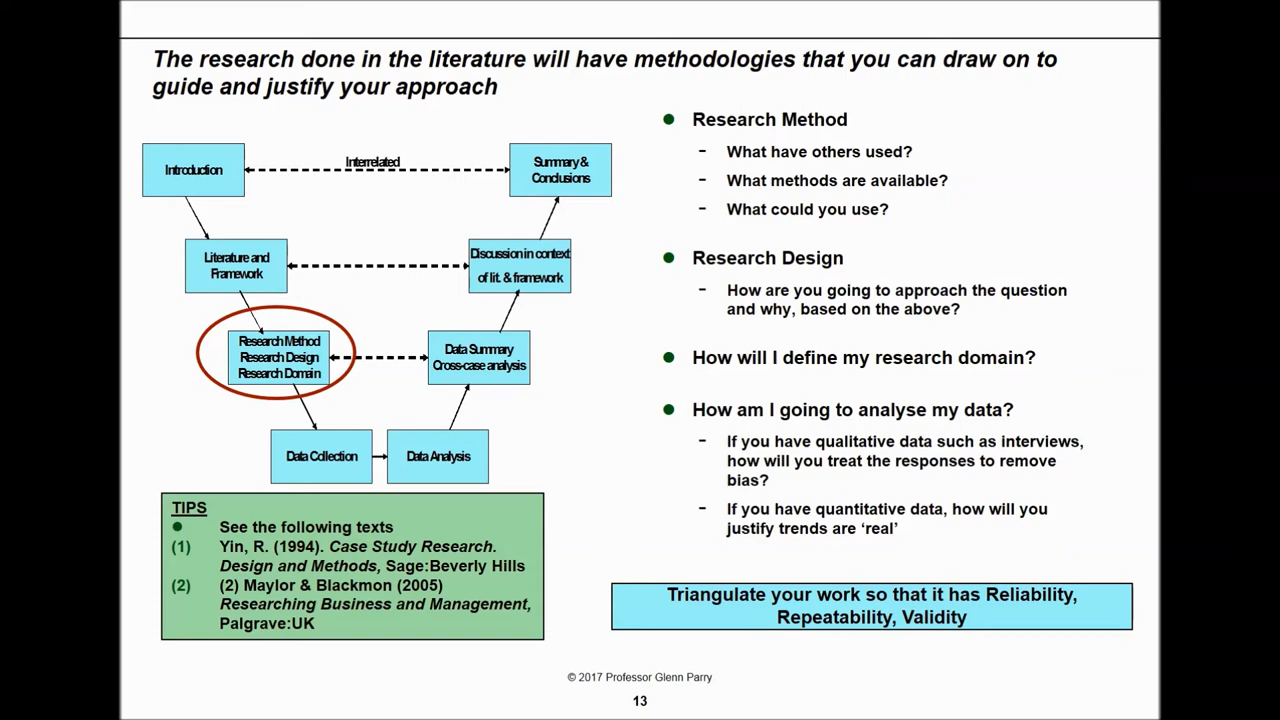 The research done in the literature will have methodologies that you can draw on to
guide and justify your approach
Introduction
Interrelated
Summary &
Conclusions
Literature and
Framework
Discussion in context
of lit. & framework
Research Method
Research Design
Research Domain
Data Summary
Cross-case analysis
Data Collection
Data Analysis
TIPS
● See the following texts
(1) Yin, R. (1994). Case Study Research.
Design and Methods, Sage:Beverly Hills
(2) (2) Maylor & Blackmon (2005)
Researching Business and Management,
Palgrave:UK
● Research Method
- What have others used?
- What methods are available?
- What could you use?
● Research Design
- How are you going to approach the question
and why, based on the above?
● How will I define my research domain?
● How am I going to analyse my data?
- If you have qualitative data such as interviews,
how will you treat the responses to remove
bias?
- If you have quantitative data, how will you
justify trends are ‘real’
Triangulate your work so that it has Reliability,
Repeatability, Validity
© 2017 Professor Glenn Parry
13